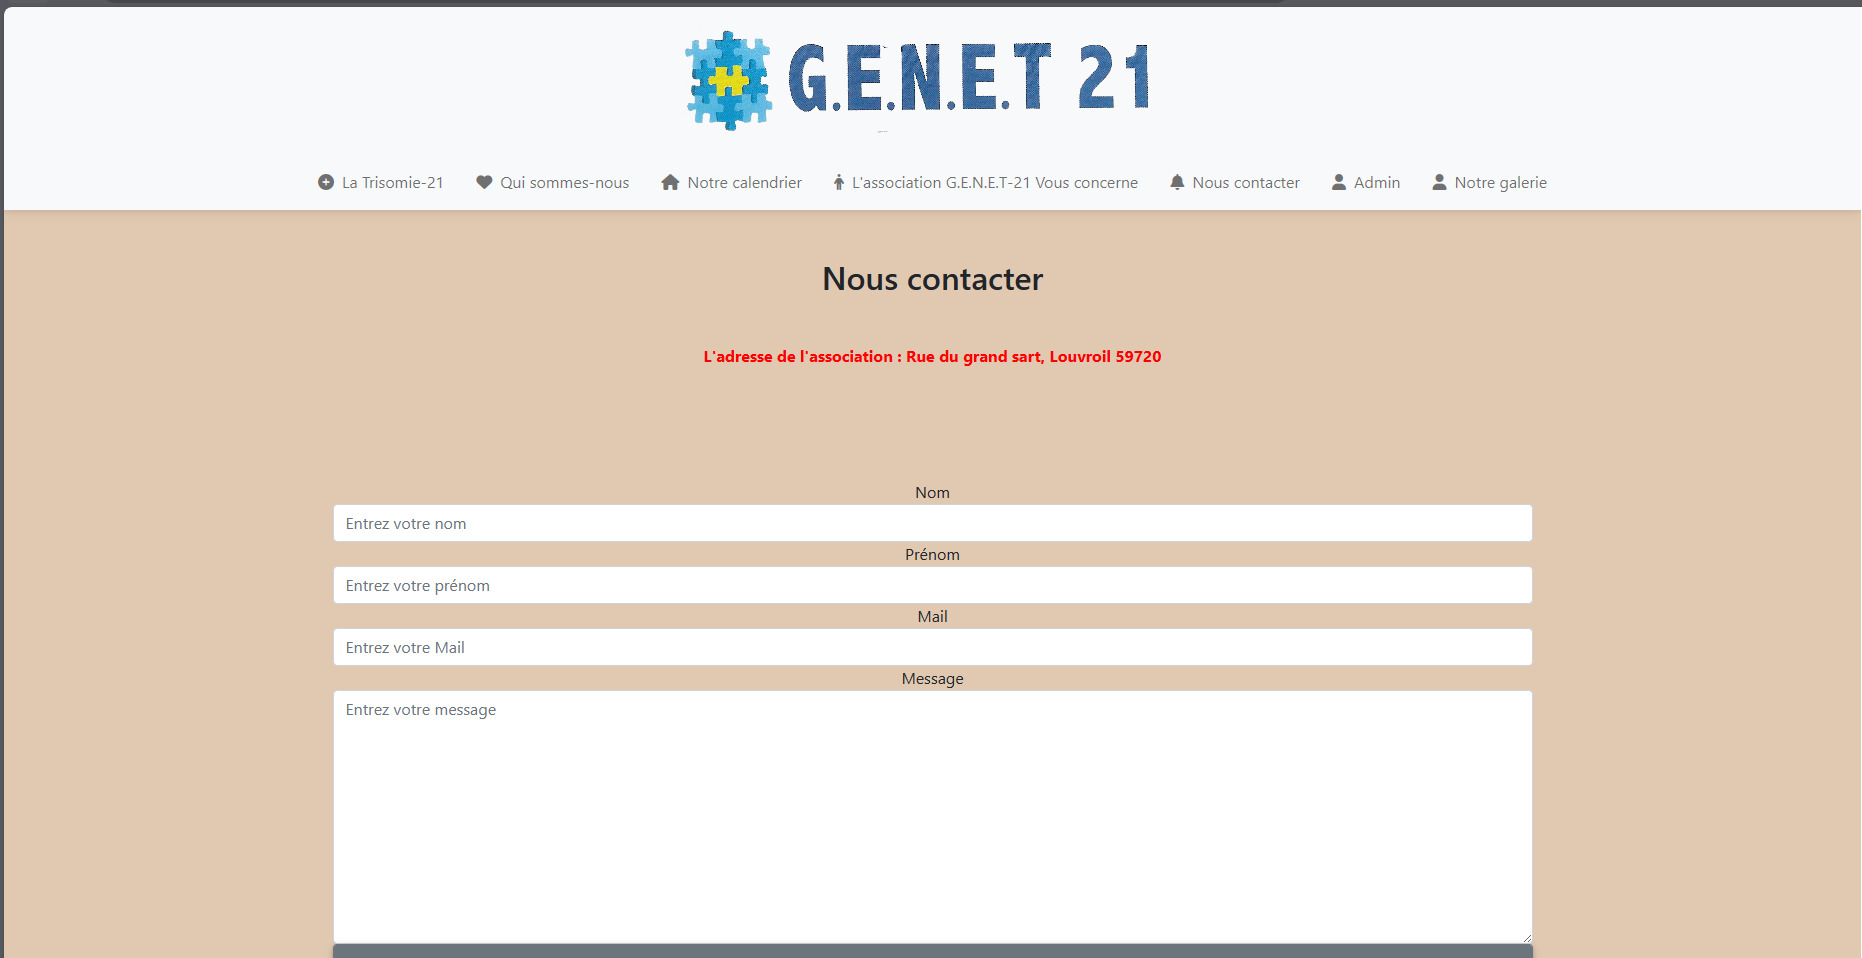 G.E.N.E.T 21
La Trisomie-21 Qui sommes-nous Notre calendrier L'association G.E.N.E.T-21 Vous concerne Nous contacter Admin Notre galerie
Nous contacter
L'adresse de l'association : Rue du grand sart, Louvroil 59720
Nom
Entrez votre nom
Prénom
Entrez votre prénom
Mail
Entrez votre Mail
Message
Entrez votre message